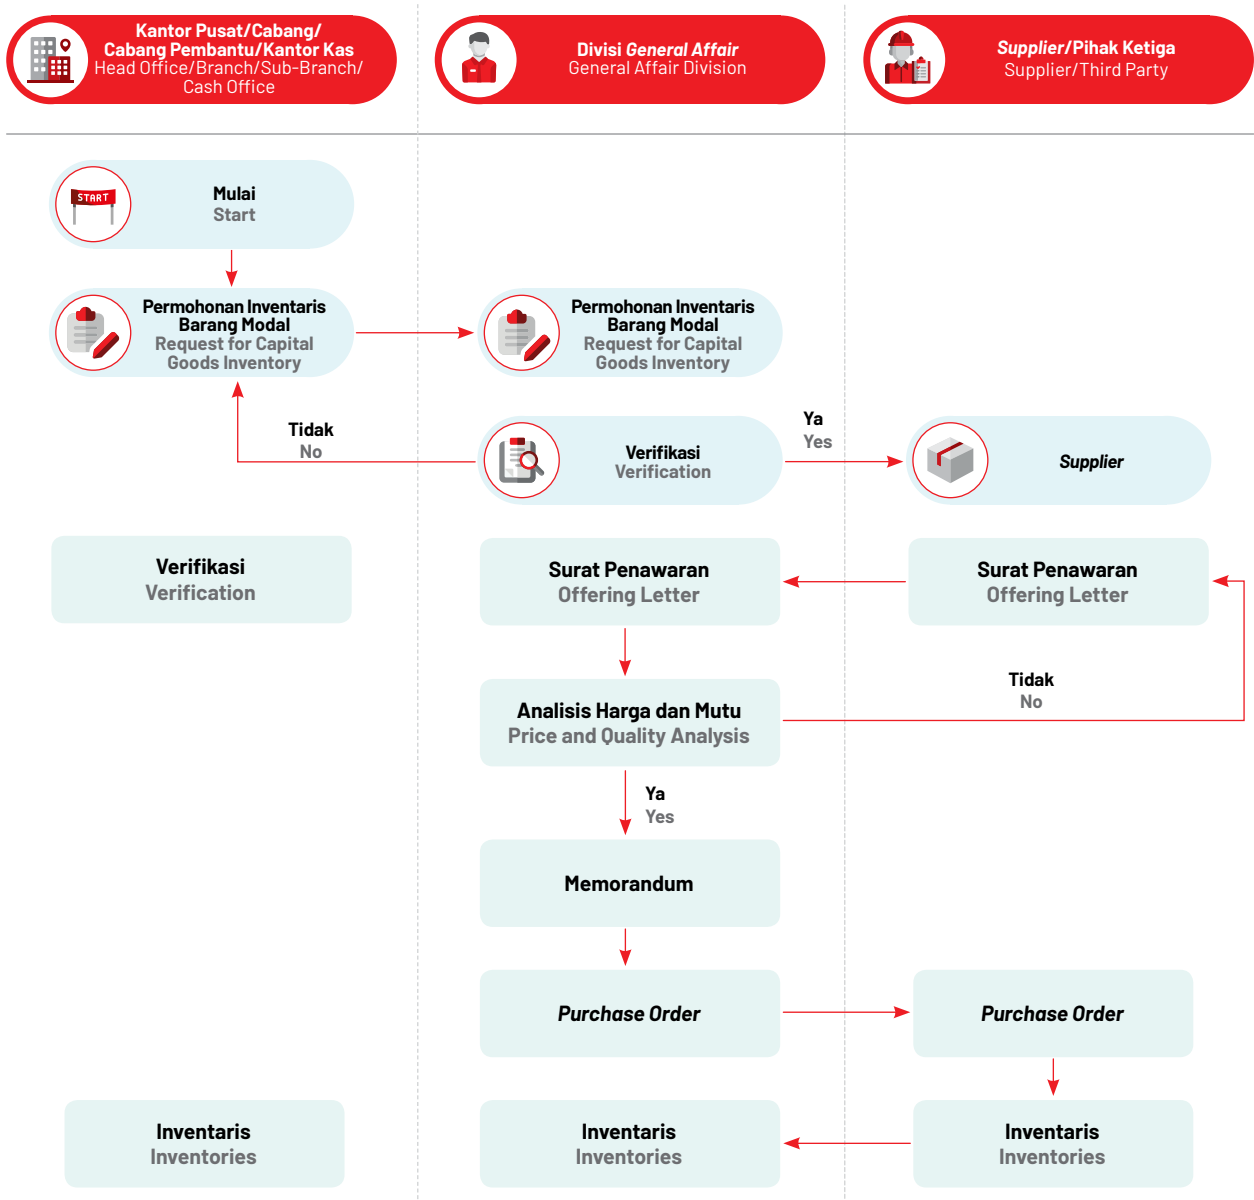 Kantor Pusat/Cabang/
Cabang Pembantu/Kantor Kas
Head Office/Branch/Sub-Branch/
Cash Office
Divisi General Affair
General Affair Division
Supplier/Pihak Ketiga
Supplier/Third Party
START
Mulai
Start
Permohonan Inventaris
Barang Modal
Request for Capital
Goods Inventory
Permohonan Inventaris
Barang Modal
Request for Capital
Goods Inventory
Tidak
No
Verifikasi
Verification
Ya
Yes
Supplier
Verifikasi
Verification
Surat Penawaran
Offering Letter
Surat Penawaran
Offering Letter
Analisis Harga dan Mutu
Price and Quality Analysis
Tidak
No
Ya
Yes
Memorandum
Purchase Order
Purchase Order
Inventaris
Inventories
Inventaris
Inventories
Inventaris
Inventories